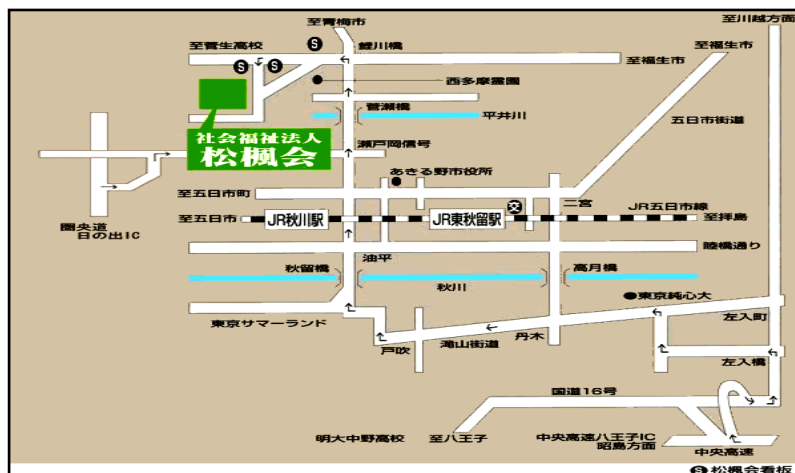 至青梅市
至川越方面
至菅生高校
S
鯉川橋
至福生市
至福生市
S
S
西多摩霊園
菅瀬橋
平井川
五日市街道
社会福祉法人
松楓会
瀬戸岡信号
あきる野市役所
至五日市町
交
二宮
JR五日市線
至五日市
JR秋川駅
JR東秋留駅
至拝島
圏央道
日の出IC
油平
睦橋通り
秋留橋
秋川
高月橋
東京純心大
東京サマーランド
左入町
戸吹
滝山街道
丹木
左入橋
国道16号
明大中野高校
至八王子
中央高速八王子IC
昭島方面
中央高速
S松楓会看板